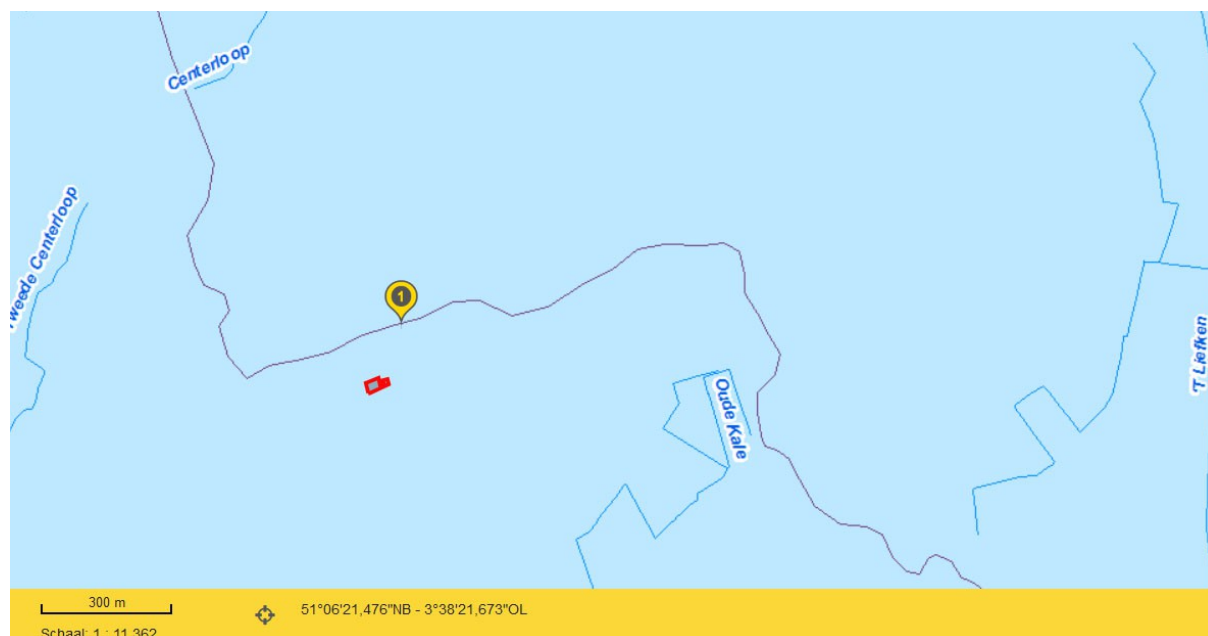 Centerloop
Tweede Centerloop
1
'T Liefken
Oude Kale
300 m
51°06'21,476"NB - 3°38'21,673"OL
Schaal: 1 : 11.362